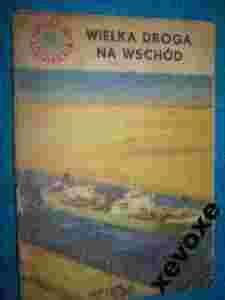 WIELKA DROGA
NA WSCHÓD
xevoxe